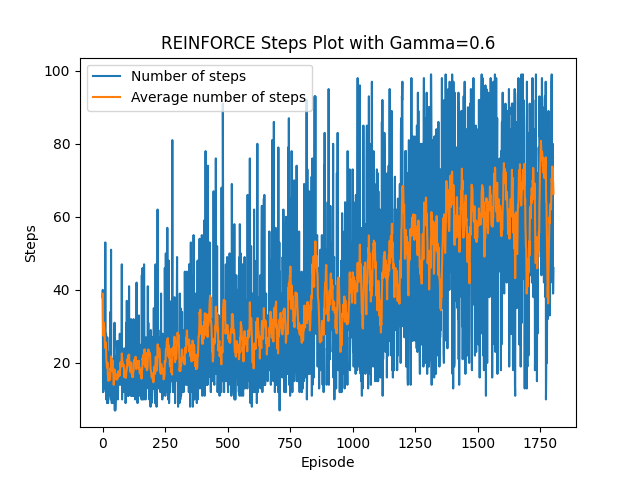 REINFORCE Steps Plot with Gamma=0.6
Number of steps
Average number of steps
100
80
60
40
20
Steps
0 250 500 750 1000 1250 1500 1750
Episode